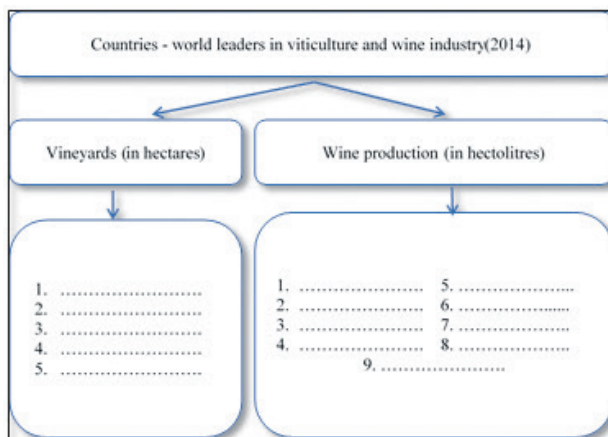 Countries - world leaders in viticulture and wine industry(2014)
Vineyards (in hectares)
Wine production (in hectolitres)
1. ……………………….
2. ……………………….
3. ……………………….
4. ……………………….
5. ……………………….
1. …………………… 5. …………………...
2. …………………… 6. ………………......
3. …………………… 7. ………………….
4. …………………… 8. ………………….
9. …………………….